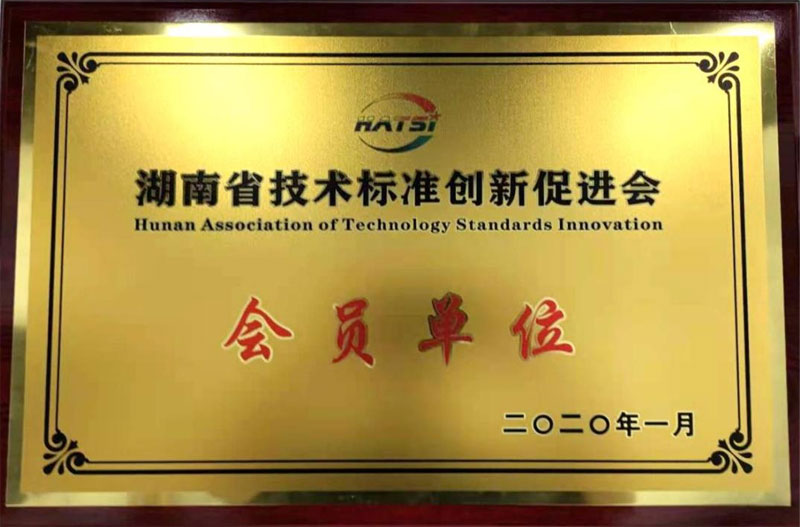 HATSI
湖南省技术标准创新促进会
Hunan Association of Technology Standards Innovation
会员单位
二〇二〇年一月